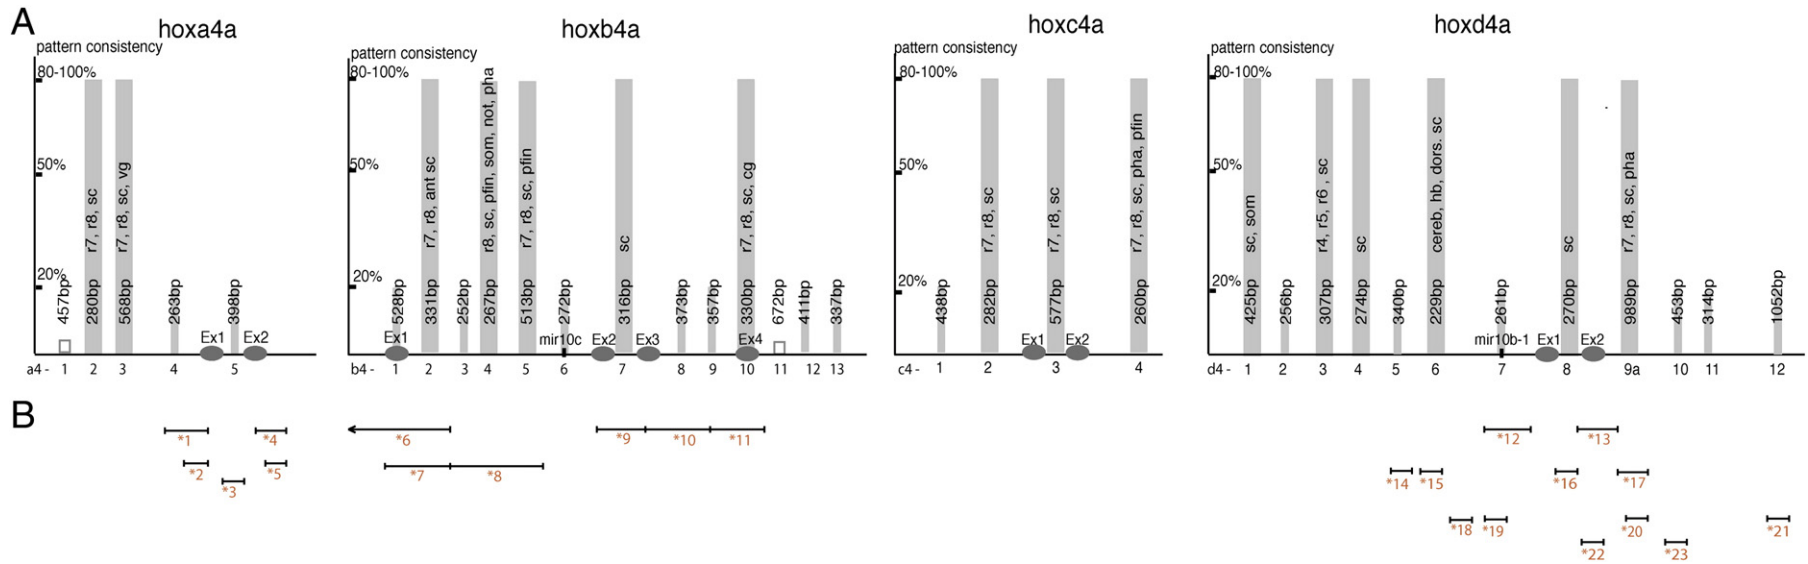 A
hoxa4a
hoxb4a
hoxc4a
hoxd4a
pattern consistency
pattern consistency
pattern consistency
pattern consistency
80-100%
80-100%
80-100%
80-100%
50%
50%
50%
50%
20%
20%
20%
20%
457bp
280bp r7, r8, sc
568bp r7, r8, sc, vg
263bp
398bp
Ex1
Ex2
a4 - 1 2 3 4 5
528bp
331bp r7, r8, ant sc
252bp
267bp r8, sc, pfin, som, not, pha
513bp r7, r8, sc, pfin
272bp
316bp sc
373bp
357bp
330bp r7, r8, sc, cg
672bp
411bp
337bp
Ex1
mir10c
Ex2
Ex3
Ex4
b4 - 1 2 3 4 5 6 7 8 9 10 11 12 13
438bp
282bp r7, r8, sc
577bp r7, r8, sc
260bp r7, r8, sc, pha, pfin
Ex1
Ex2
c4 - 1 2 3 4
425bp sc, som
256bp
307bp r4, r5, r6 , sc
274bp sc
340bp
229bp cereb, hb, dors. sc
261bp
270bp sc
989bp r7, r8, sc, pha
453bp
314bp
1052bp
mir10b-1
Ex1
Ex2
d4 - 1 2 3 4 5 6 7 8 9a 10 11 12
B
*1
*4
*6
*9
*10
*11
*12
*13
*2
*5
*7
*8
*14
*15
*16
*17
*3
*18
*19
*20
*21
*22
*23